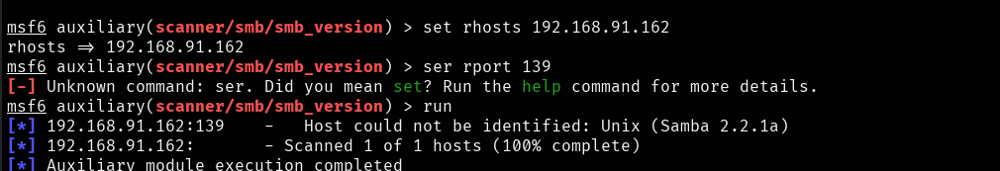 msf6 auxiliary(scanner/smb/smb_version) > set rhosts 192.168.91.162
rhosts => 192.168.91.162
msf6 auxiliary(scanner/smb/smb_version) > ser rport 139
[-] Unknown command: ser. Did you mean set? Run the help command for more details.
msf6 auxiliary(scanner/smb/smb_version) > run
[*] 192.168.91.162:139    -   Host could not be identified: Unix (Samba 2.2.1a)
[*] 192.168.91.162:       - Scanned 1 of 1 hosts (100% complete)
[*] Auxiliary module execution completed